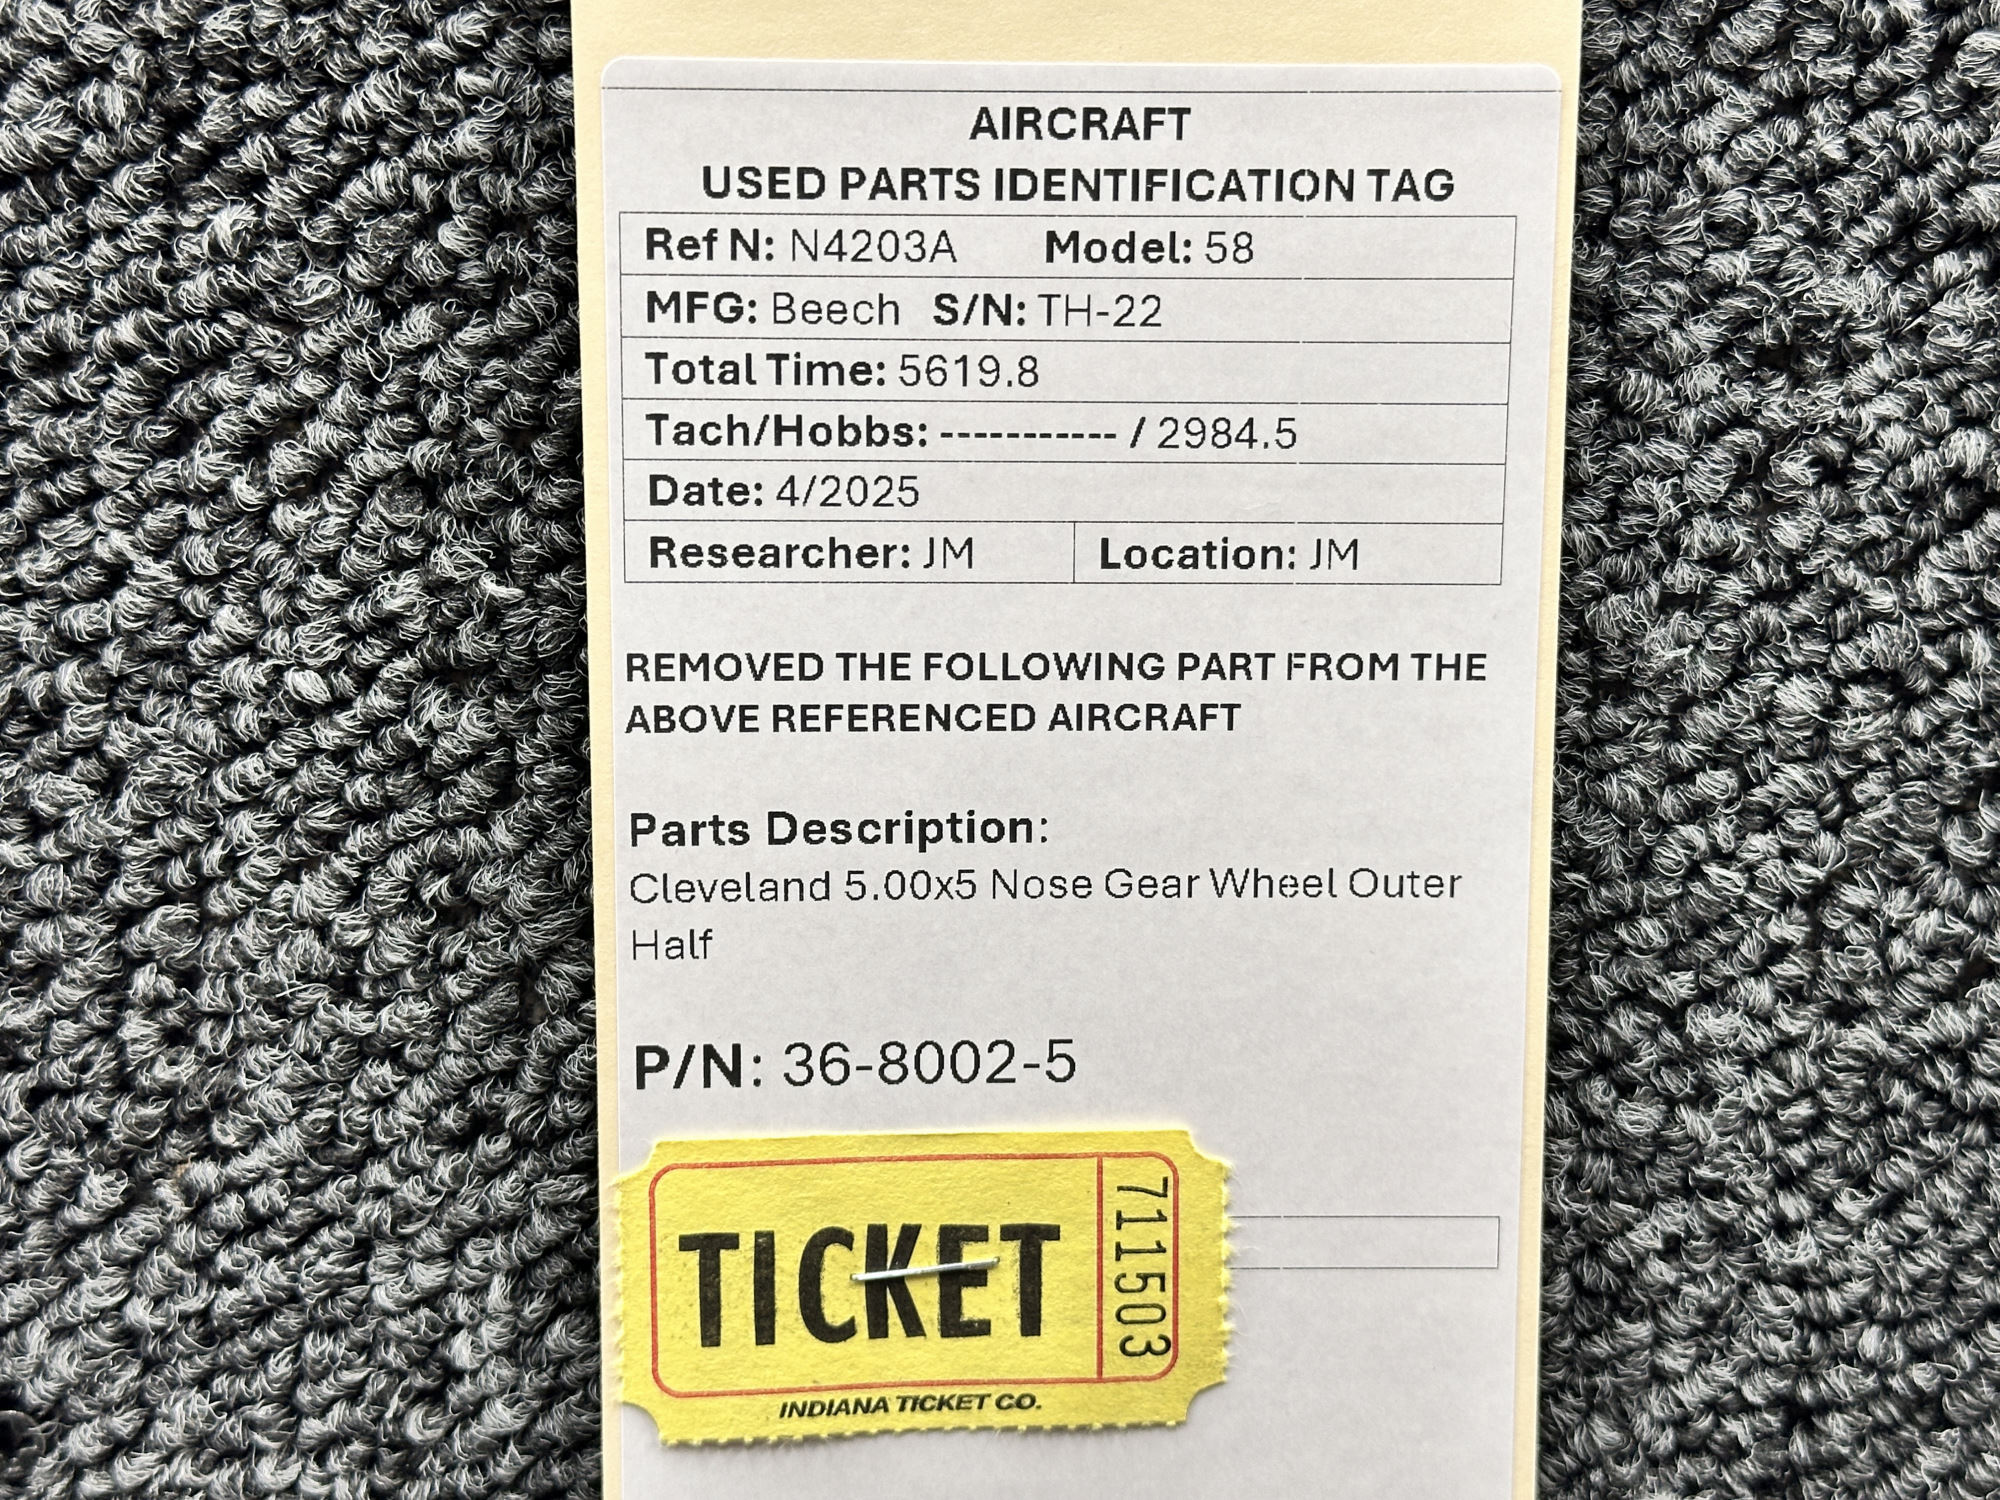 AIRCRAFT
USED PARTS IDENTIFICATION TAG
Ref N: N4203A Model: 58
MFG: Beech S/N: TH-22
Total Time: 5619.8
Tach/Hobbs: ----------- / 2984.5
Date: 4/2025
Researcher: JM Location: JM
REMOVED THE FOLLOWING PART FROM THE
ABOVE REFERENCED AIRCRAFT
Parts Description:
Cleveland 5.00x5 Nose Gear Wheel Outer
Half
P/N: 36-8002-5
TICKET
711503
INDIANA TICKET CO.